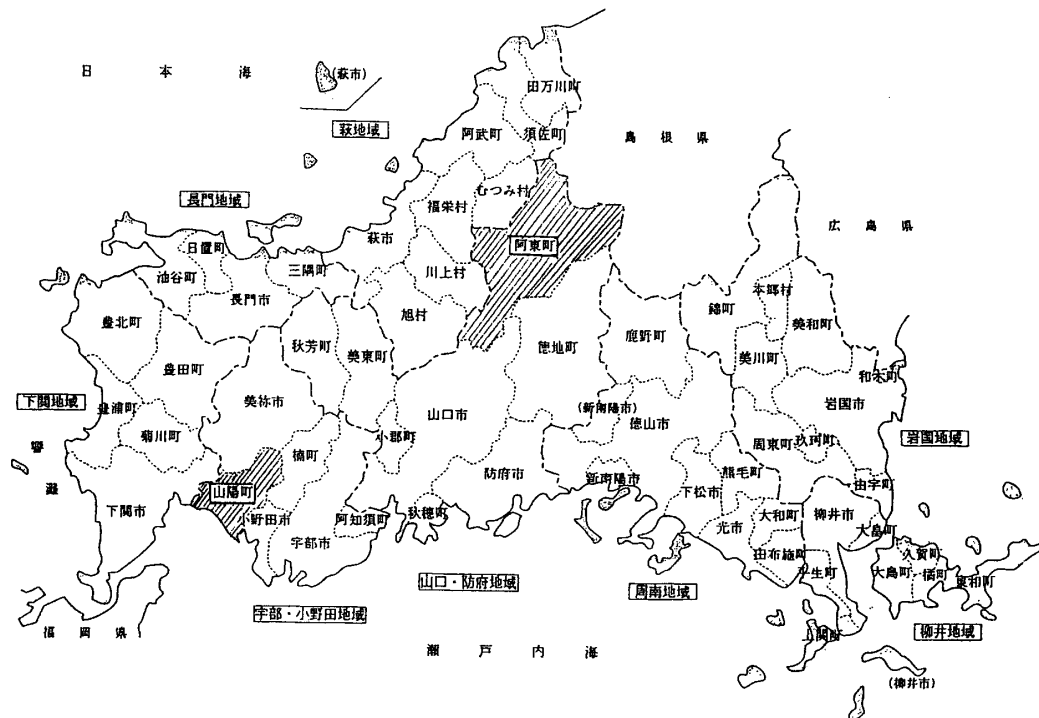 日本海
(萩市)
萩地域
田万川町
阿武町
須佐町
島根県
むつみ村
福栄村
長門地域
萩市
阿東町
広島県
日置町
三隅町
川上村
油谷町
長門市
本郷村
錦町
美和町
豊北町
旭村
秋芳町
美東町
徳地町
鹿野町
美川町
豊田町
和木町
美祢市
下関地域
豊浦町
山口市
(新南陽市)
徳山市
岩国市
菊川町
小郡町
周東町
玖珂町
岩国地域
響灘
楠町
防府市
新南陽市
熊毛町
山陽町
下松市
由宇町
下関市
小野田市
阿知須町
秋穂町
光市
大和町
柳井市
大畠町
宇部市
田布施町
平生町
久賀町
大島町
橘町
東和町
山口・防府地域
周南地域
宇部・小野田地域
福岡県
上関町
柳井地域
瀬戸内海
(柳井市)